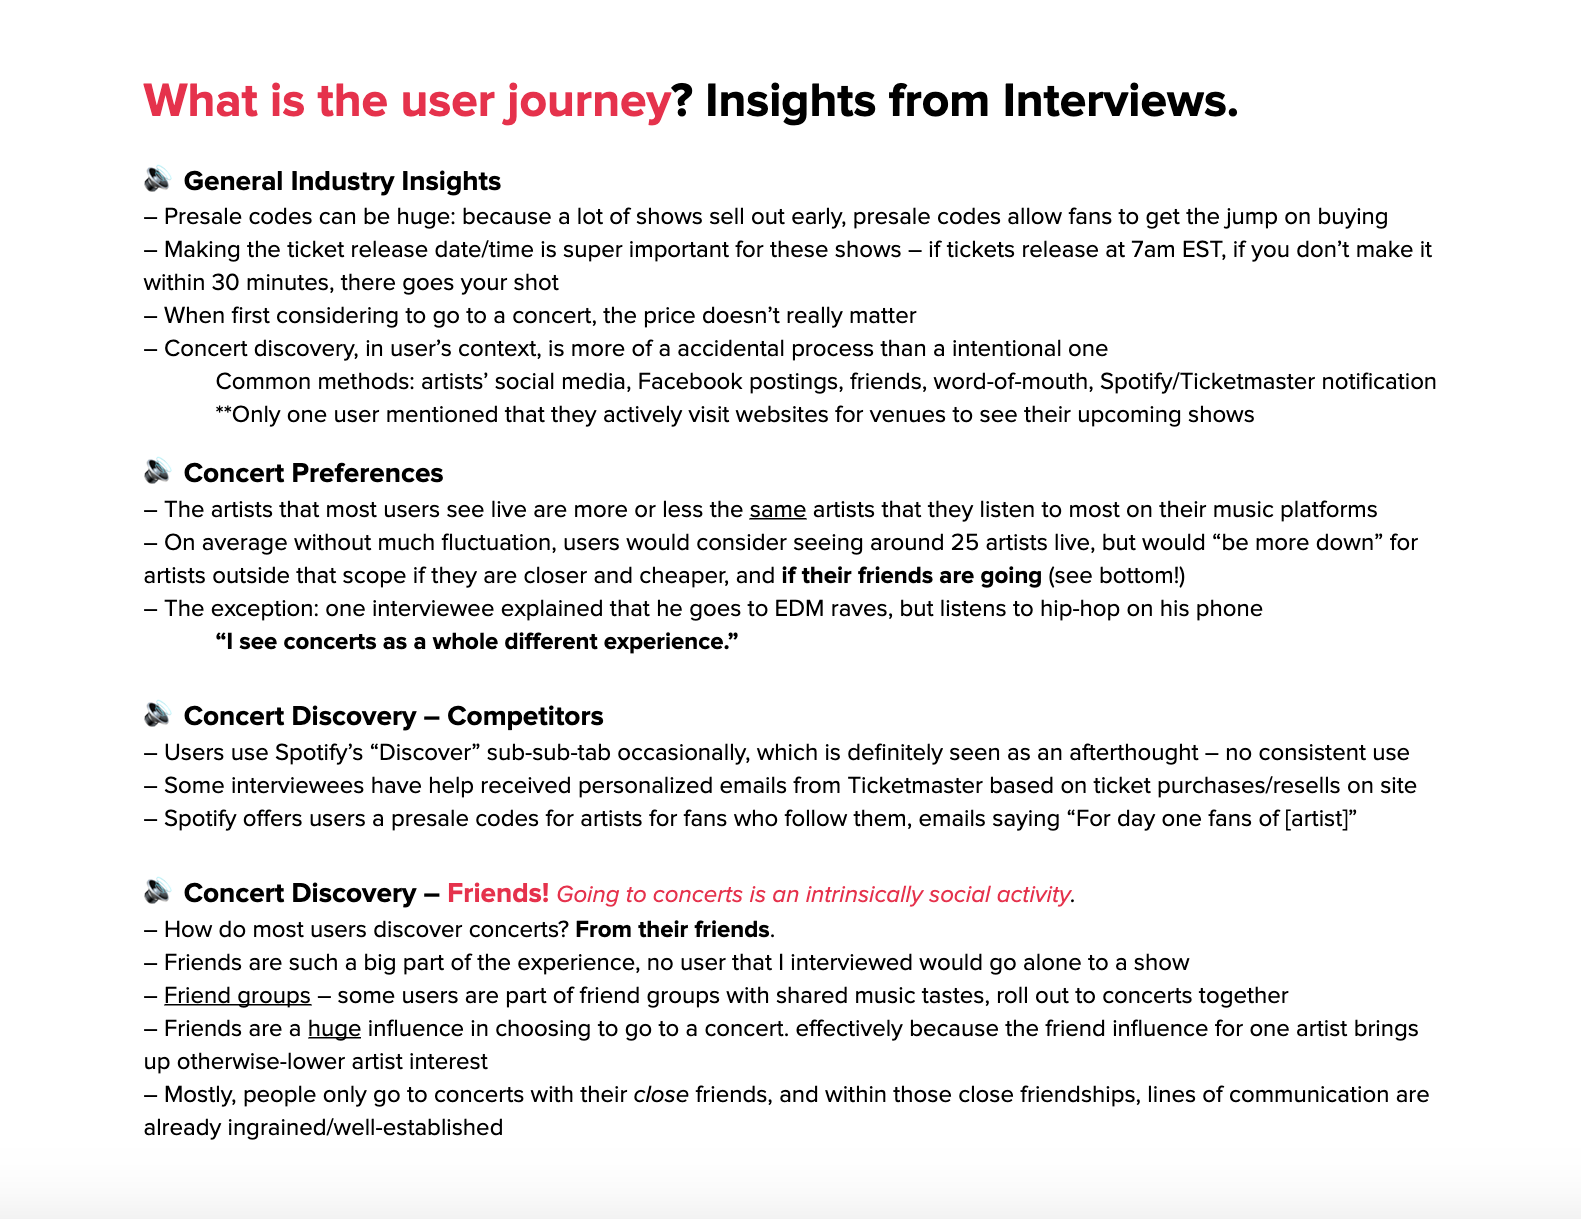 What is the user journey? Insights from Interviews.
General Industry Insights
– Presale codes can be huge: because a lot of shows sell out early, presale codes allow fans to get the jump on buying
– Making the ticket release date/time is super important for these shows – if tickets release at 7am EST, if you don’t make it
within 30 minutes, there goes your shot
– When first considering to go to a concert, the price doesn’t really matter
– Concert discovery, in user’s context, is more of a accidental process than a intentional one
Common methods: artists’ social media, Facebook postings, friends, word-of-mouth, Spotify/Ticketmaster notification
**Only one user mentioned that they actively visit websites for venues to see their upcoming shows
Concert Preferences
– The artists that most users see live are more or less the same artists that they listen to most on their music platforms
– On average without much fluctuation, users would consider seeing around 25 artists live, but would “be more down” for
artists outside that scope if they are closer and cheaper, and if their friends are going (see bottom!)
– The exception: one interviewee explained that he goes to EDM raves, but listens to hip-hop on his phone
“I see concerts as a whole different experience.”
Concert Discovery – Competitors
– Users use Spotify’s “Discover” sub-sub-tab occasionally, which is definitely seen as an afterthought – no consistent use
– Some interviewees have help received personalized emails from Ticketmaster based on ticket purchases/resells on site
– Spotify offers users a presale codes for artists for fans who follow them, emails saying “For day one fans of [artist]”
Concert Discovery – Friends! Going to concerts is an intrinsically social activity.
– How do most users discover concerts? From their friends.
– Friends are such a big part of the experience, no user that I interviewed would go alone to a show
– Friend groups – some users are part of friend groups with shared music tastes, roll out to concerts together
– Friends are a huge influence in choosing to go to a concert. effectively because the friend influence for one artist brings
up otherwise-lower artist interest
– Mostly, people only go to concerts with their close friends, and within those close friendships, lines of communication are
already ingrained/well-established